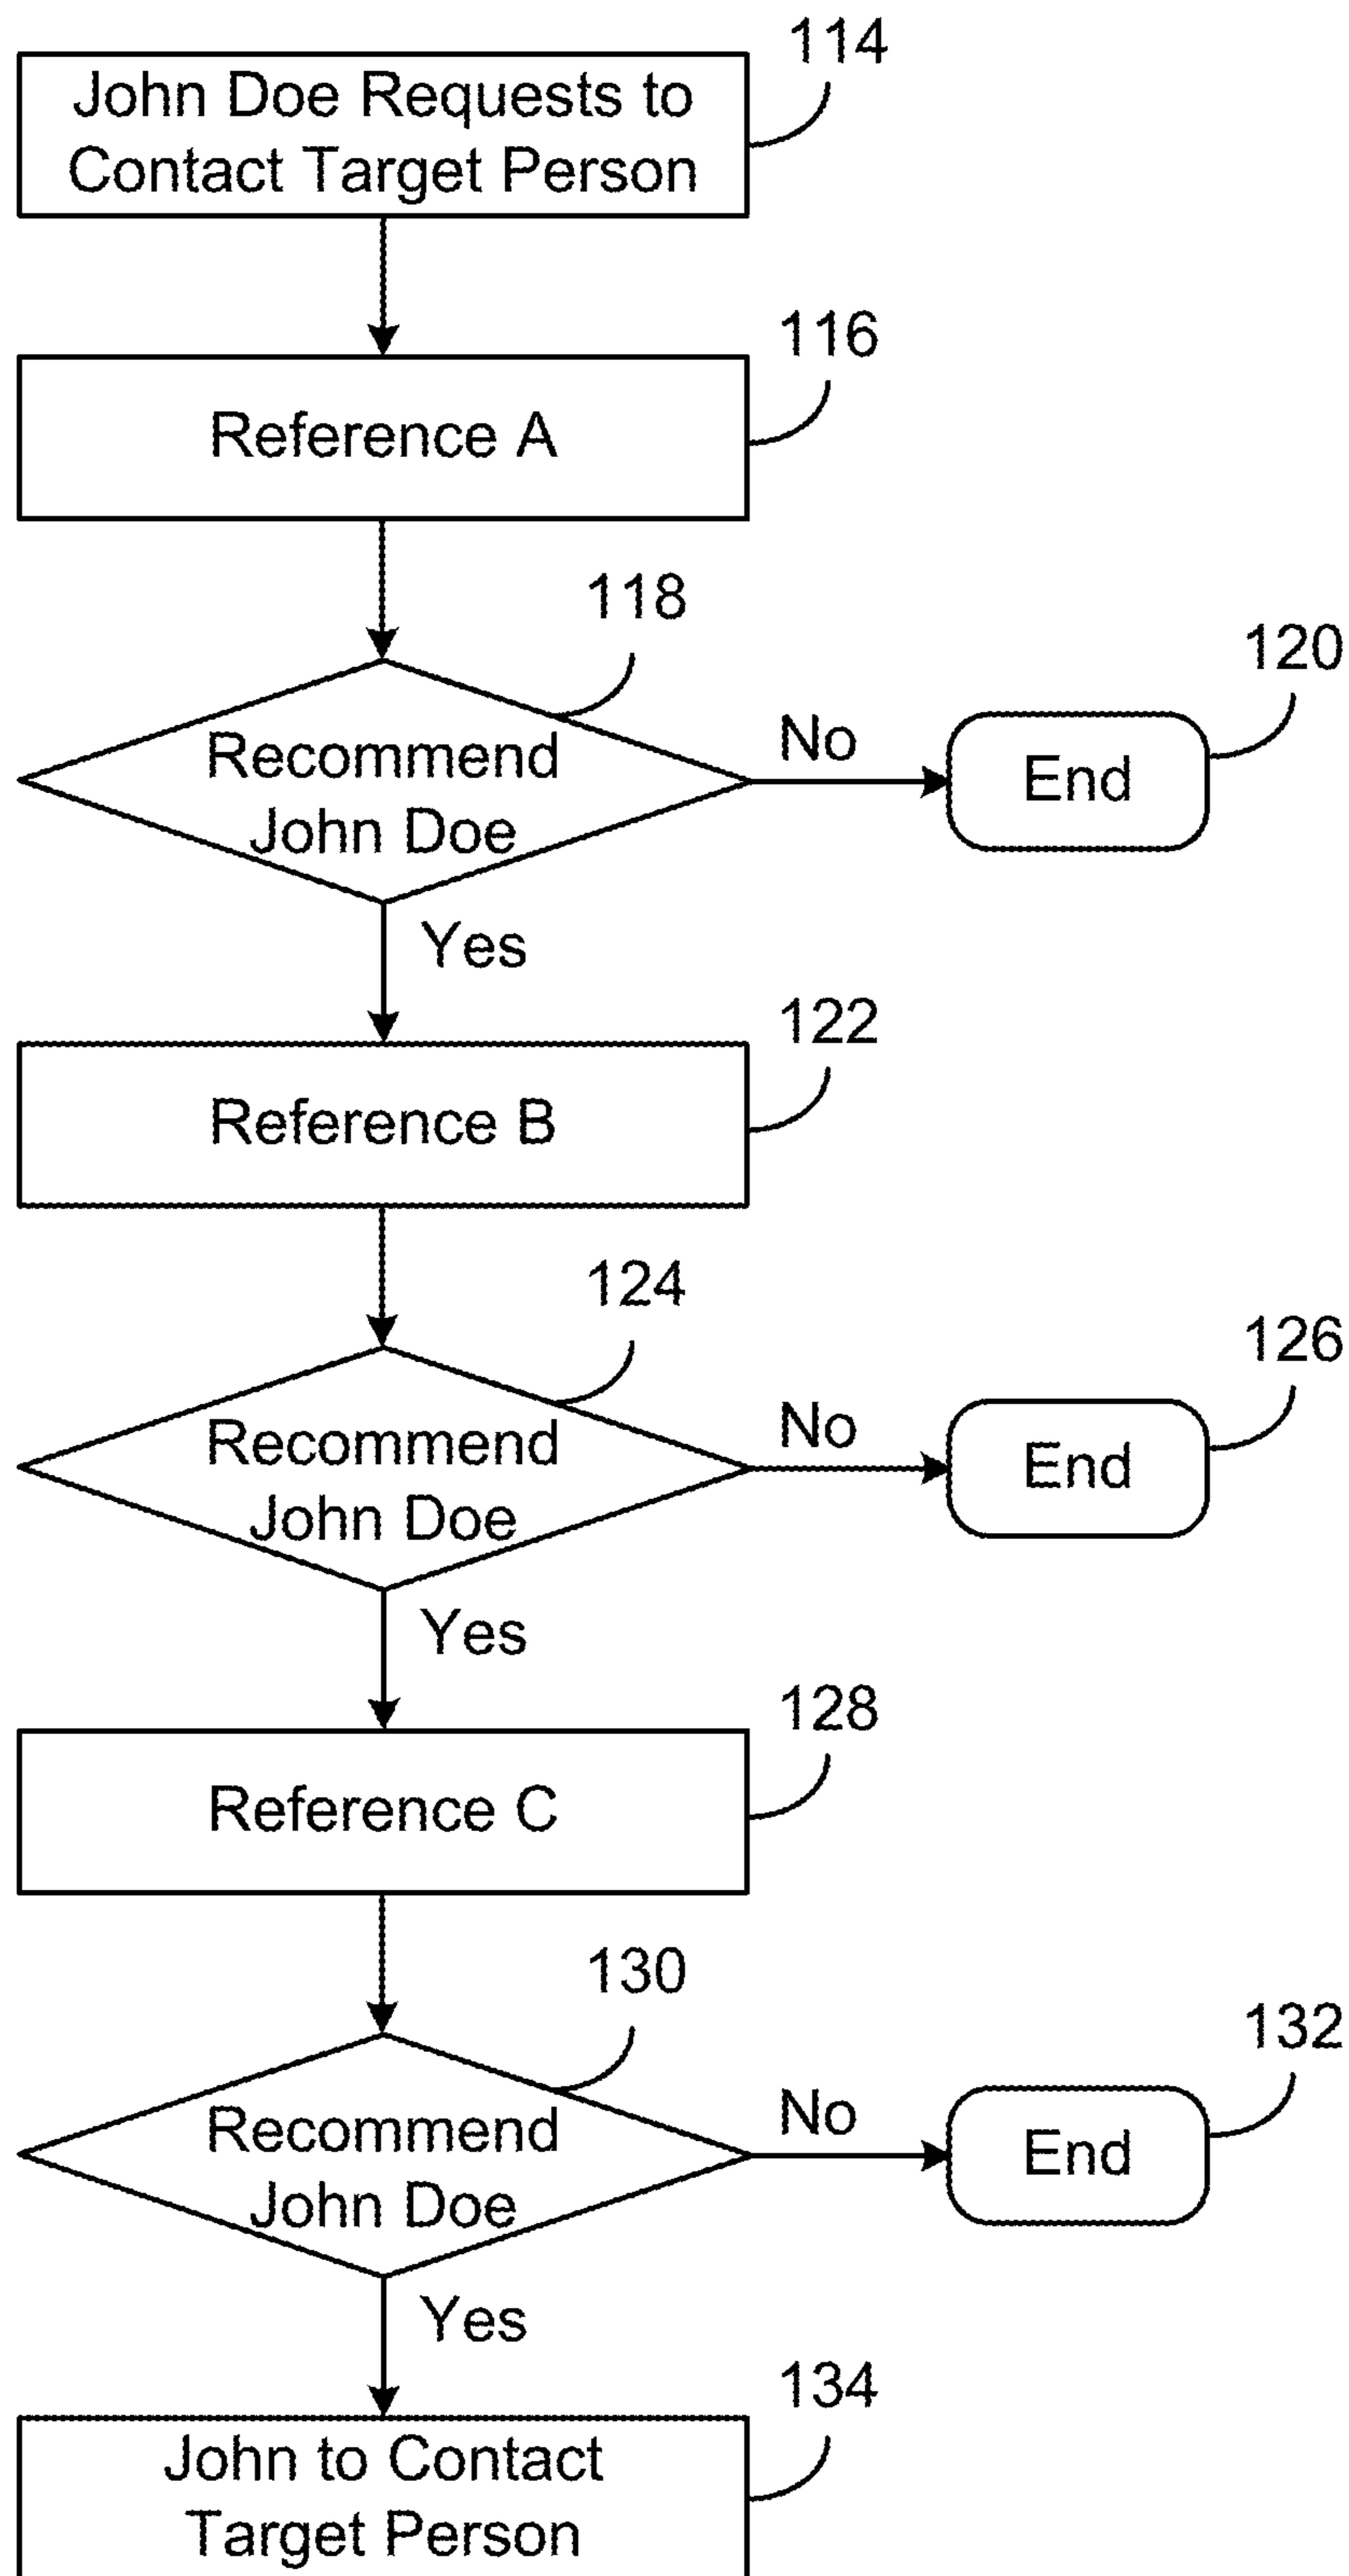 114
John Doe Requests to
Contact Target Person
116
Reference A
118
120
Recommend
John Doe
No
End
Yes
122
Reference B
124
126
Recommend
John Doe
No
End
Yes
128
Reference C
130
132
Recommend
John Doe
No
End
Yes
134
John to Contact
Target Person